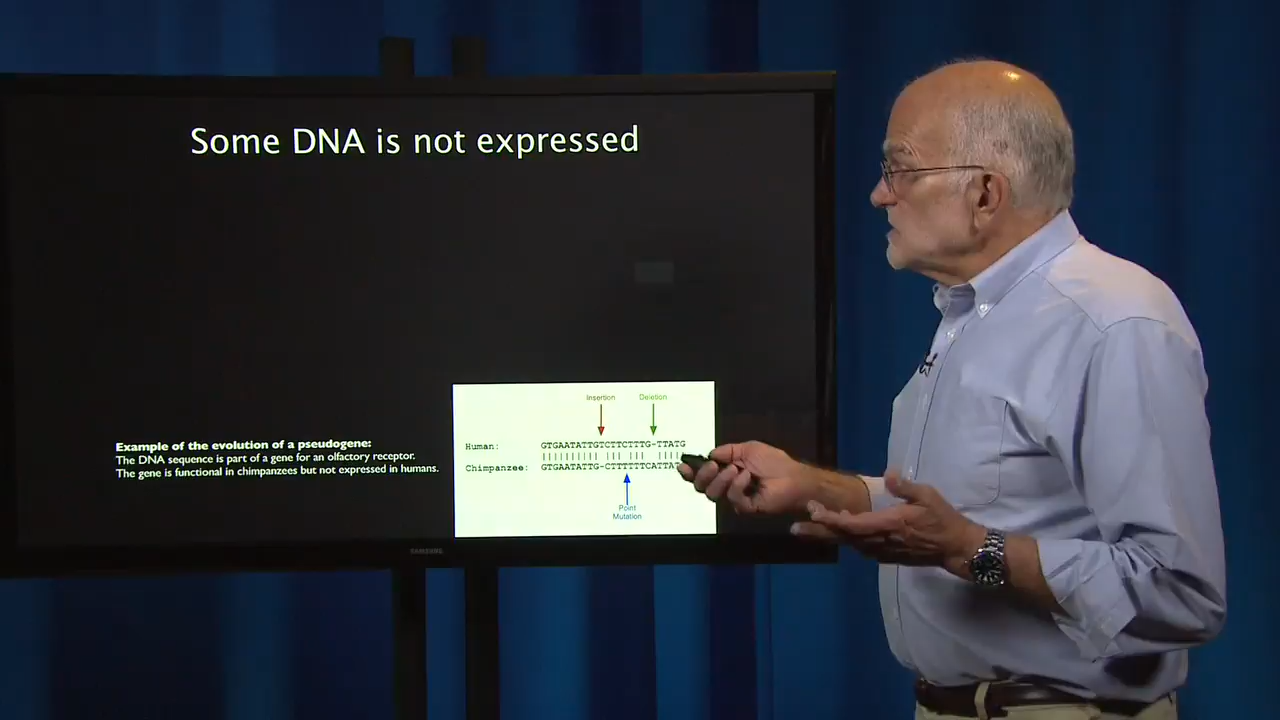 Some DNA is not expressed
Example of the evolution of a pseudogene:
The DNA sequence is part of a gene for an olfactory receptor.
The gene is functional in chimpanzees but not expressed in humans.
Insertion Deletion
Human: GTGAATATTGTCTTCTTTG-TTATG
Chimpanzee: GTGAATATTG-CTTTTTTCATTAT
Point
Mutation
SAMSUNG